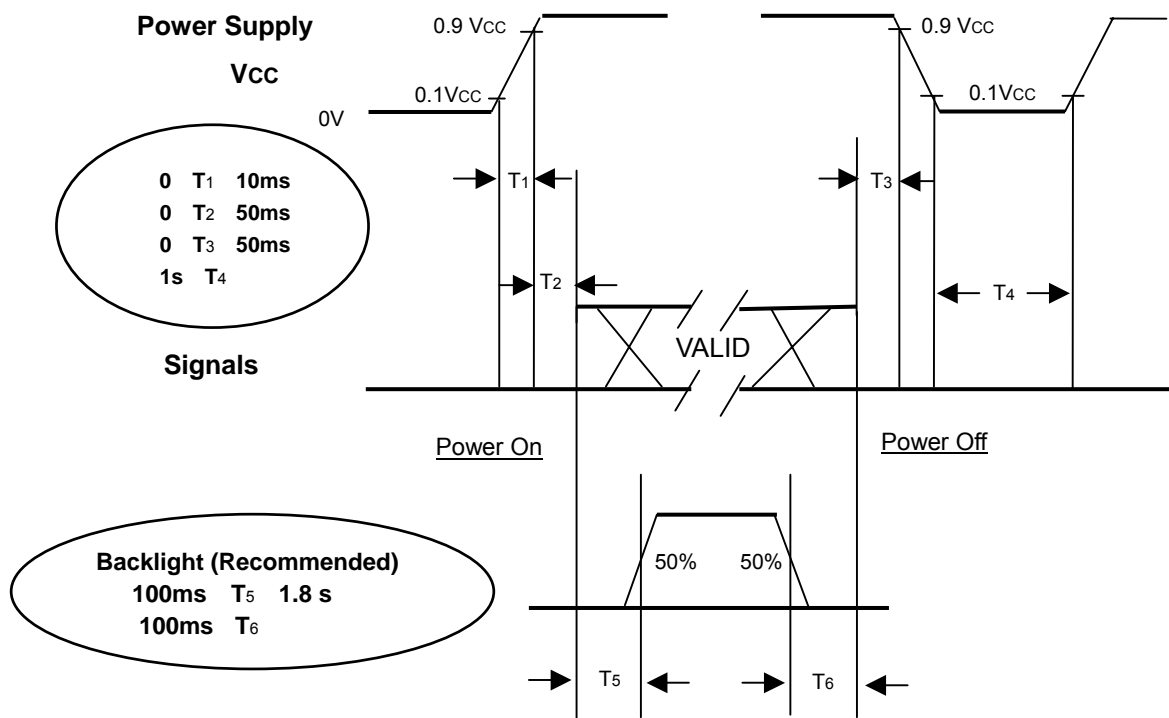 Power Supply
VCC
0.9 VCC
0.9 VCC
0.1VCC
0.1VCC
0V
0 T1 10ms
0 T2 50ms
0 T3 50ms
1s T4
T1
T3
T2
T4
VALID
Signals
Power On
Power Off
Backlight (Recommended)
100ms T5 1.8 s
100ms T6
50%
50%
T5
T6